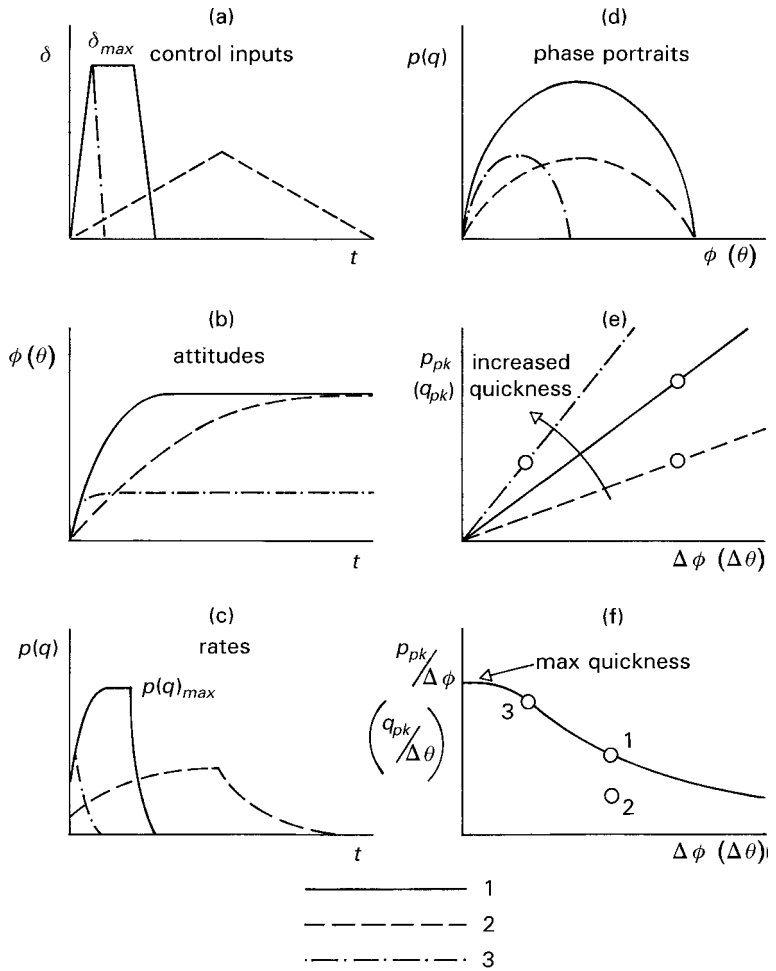 (a)
δ
δmax
control inputs
t
(b)
ϕ(θ)
attitudes
t
(c)
p(q)
rates
p(q)max
t
(d)
p(q)
phase portraits
ϕ (θ)
(e)
ppk
(qpk)
increased
quickness
Δϕ (Δθ)
(f)
ppk/Δϕ
(qpk/Δθ)
max quickness
3
1
2
Δϕ (Δθ)
1
2
3